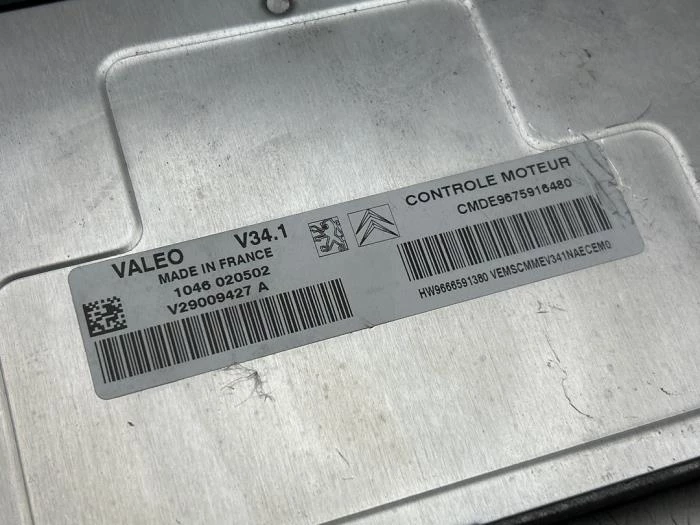 VALEO V34.1
MADE IN FRANCE
1046 020502
V29009427 A
CONTROLE MOTEUR
CMDE9675916480
HW9666591380 VEMSCMMEV341NAECEM0